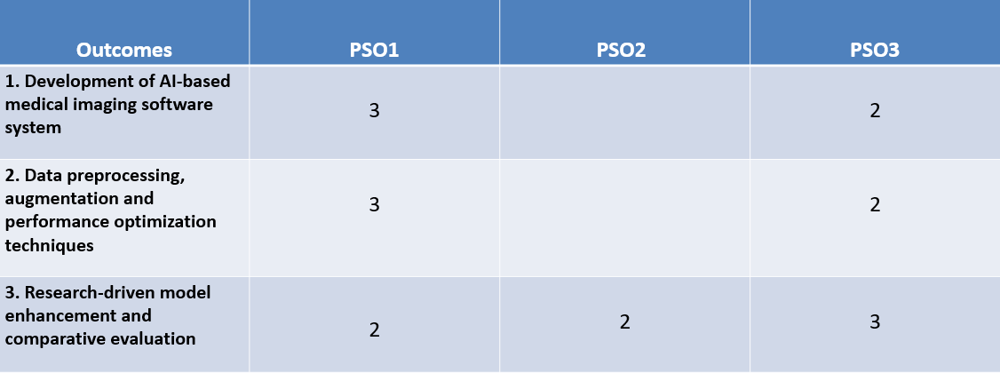 Outcomes PSO1 PSO2 PSO3
1. Development of AI-based
medical imaging software
system
3 2
2. Data preprocessing,
augmentation and
performance optimization
techniques
3 2
3. Research-driven model
enhancement and
comparative evaluation
2 2 3